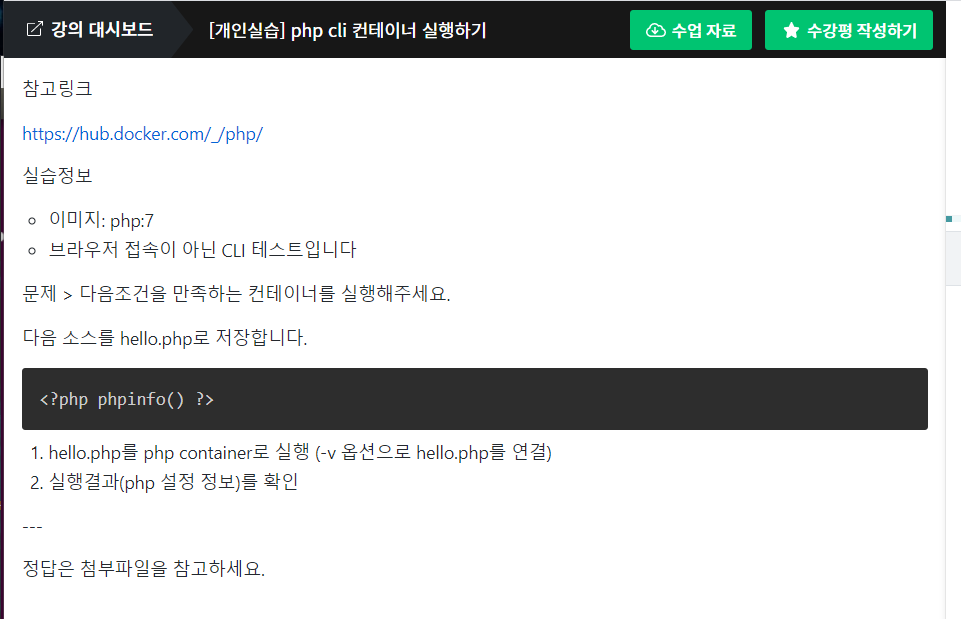 강의 대시보드
[개인실습] php cli 컨테이너 실행하기
수업 자료
수강평 작성하기
참고링크
https://hub.docker.com/_/php/
실습정보
이미지: php:7
브라우저 접속이 아닌 CLI 테스트입니다
문제 > 다음조건을 만족하는 컨테이너를 실행해주세요.
다음 소스를 hello.php로 저장합니다.
<?php phpinfo() ?>
1. hello.php를 php container로 실행 (-v 옵션으로 hello.php를 연결)
2. 실행결과(php 설정 정보)를 확인
---
정답은 첨부파일을 참고하세요.